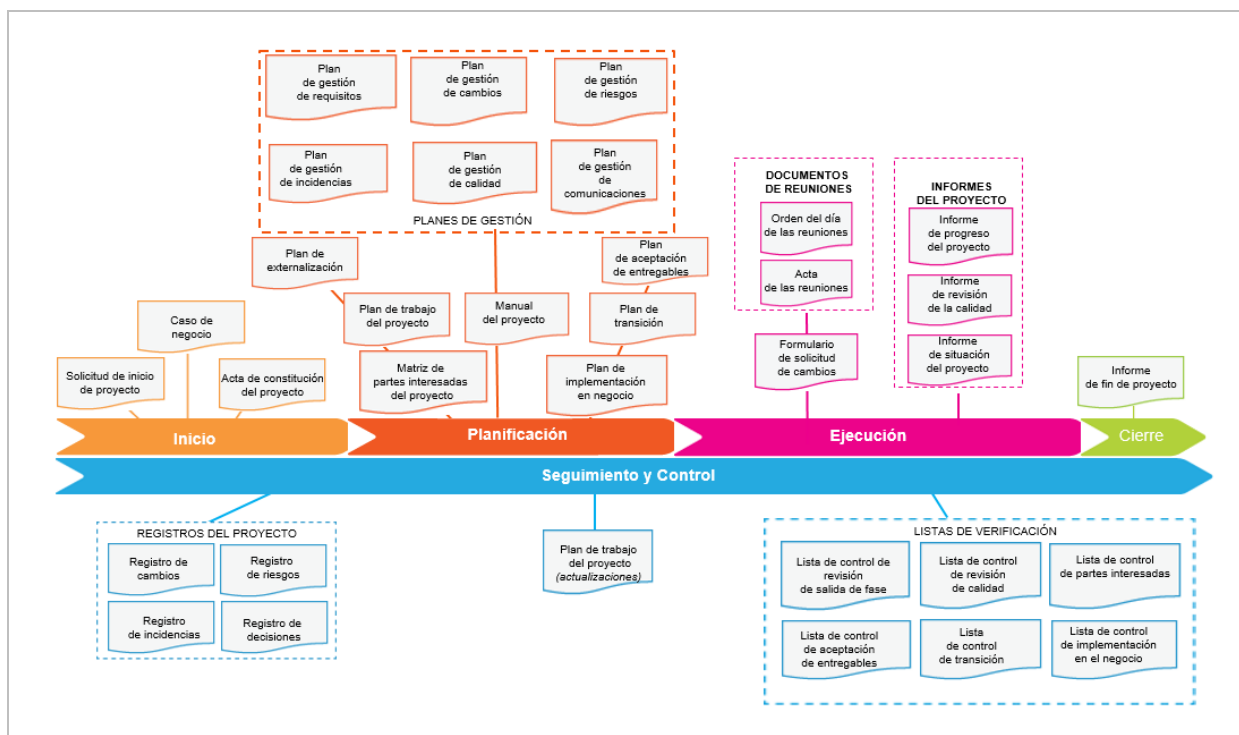 Plan
de gestión
de requisitos
Plan
de gestión
de cambios
Plan
de gestión
de riesgos
Plan
de gestión
de incidencias
Plan
de gestión
de calidad
Plan
de gestión
de
comunicaciones
PLANES DE GESTIÓN
DOCUMENTOS
DE REUNIONES
Orden del día
de las reuniones
Acta
de las reuniones
INFORMES
DEL PROYECTO
Informe
de progreso
del proyecto
Informe
de revisión
de la calidad
Informe
de situación
del proyecto
Plan de
externalización
Plan
de aceptación
de entregables
Caso de
negocio
Plan de trabajo
del proyecto
Manual
del proyecto
Plan de
transición
Formulario
de solicitud
de cambios
Solicitud de inicio
de proyecto
Acta de constitución
del proyecto
Matriz de
partes interesadas
del proyecto
Plan de
implementación
en negocio
Informe
de fin de proyecto
Inicio
Planificación
Ejecución
Cierre
Seguimiento y Control
REGISTROS DEL PROYECTO
Registro de
cambios
Registro
de riesgos
Registro
de incidencias
Registro de
decisiones
Plan de trabajo
del proyecto
(actualizaciones)
LISTAS DE VERIFICACIÓN
Lista de control de
revisión
de salida de fase
Lista de control
de revisión
de calidad
Lista de control
de partes interesadas
Lista de control
de aceptación
de entregables
Lista
de control
de transición
Lista de control
de implementación
en el negocio